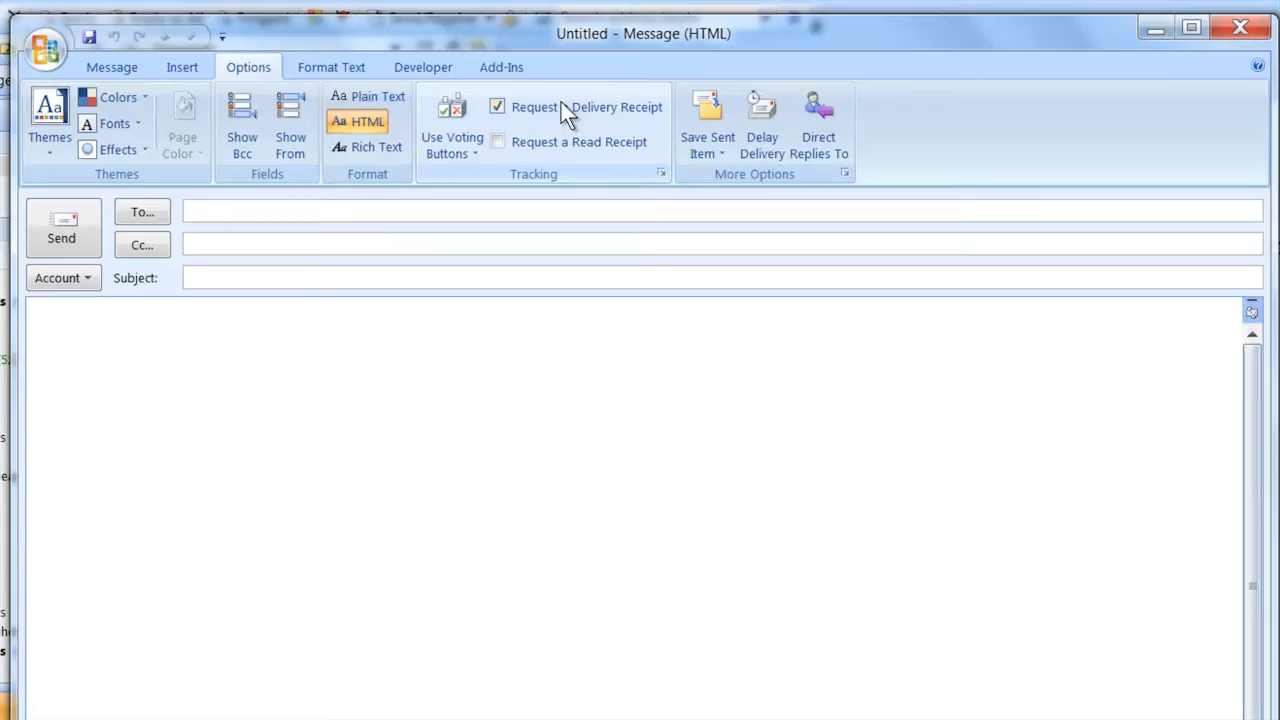 Untitled - Message (HTML)
Message Insert Options Format Text Developer Add-Ins
Themes
Colors
Fonts
Effects
Page Color
Themes
Show Bcc
Show From
Fields
Aa Plain Text
Aa HTML
Aa Rich Text
Format
Use Voting Buttons
Request Delivery Receipt
Request a Read Receipt
Tracking
Save Sent Item
Delay Delivery
Direct Replies To
More Options
Send
To...
Cc...
Account
Subject: